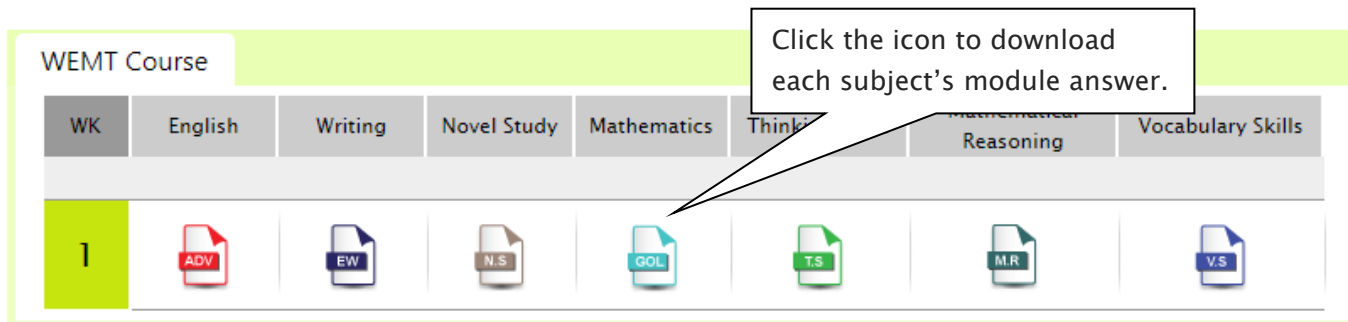 Click the icon to download
each subject's module answer.
WEMT Course
WK English Writing Novel Study Mathematics Vocabulary Skills
Reasoning
1 ADV EW N.S GOL T.S M.R V.S